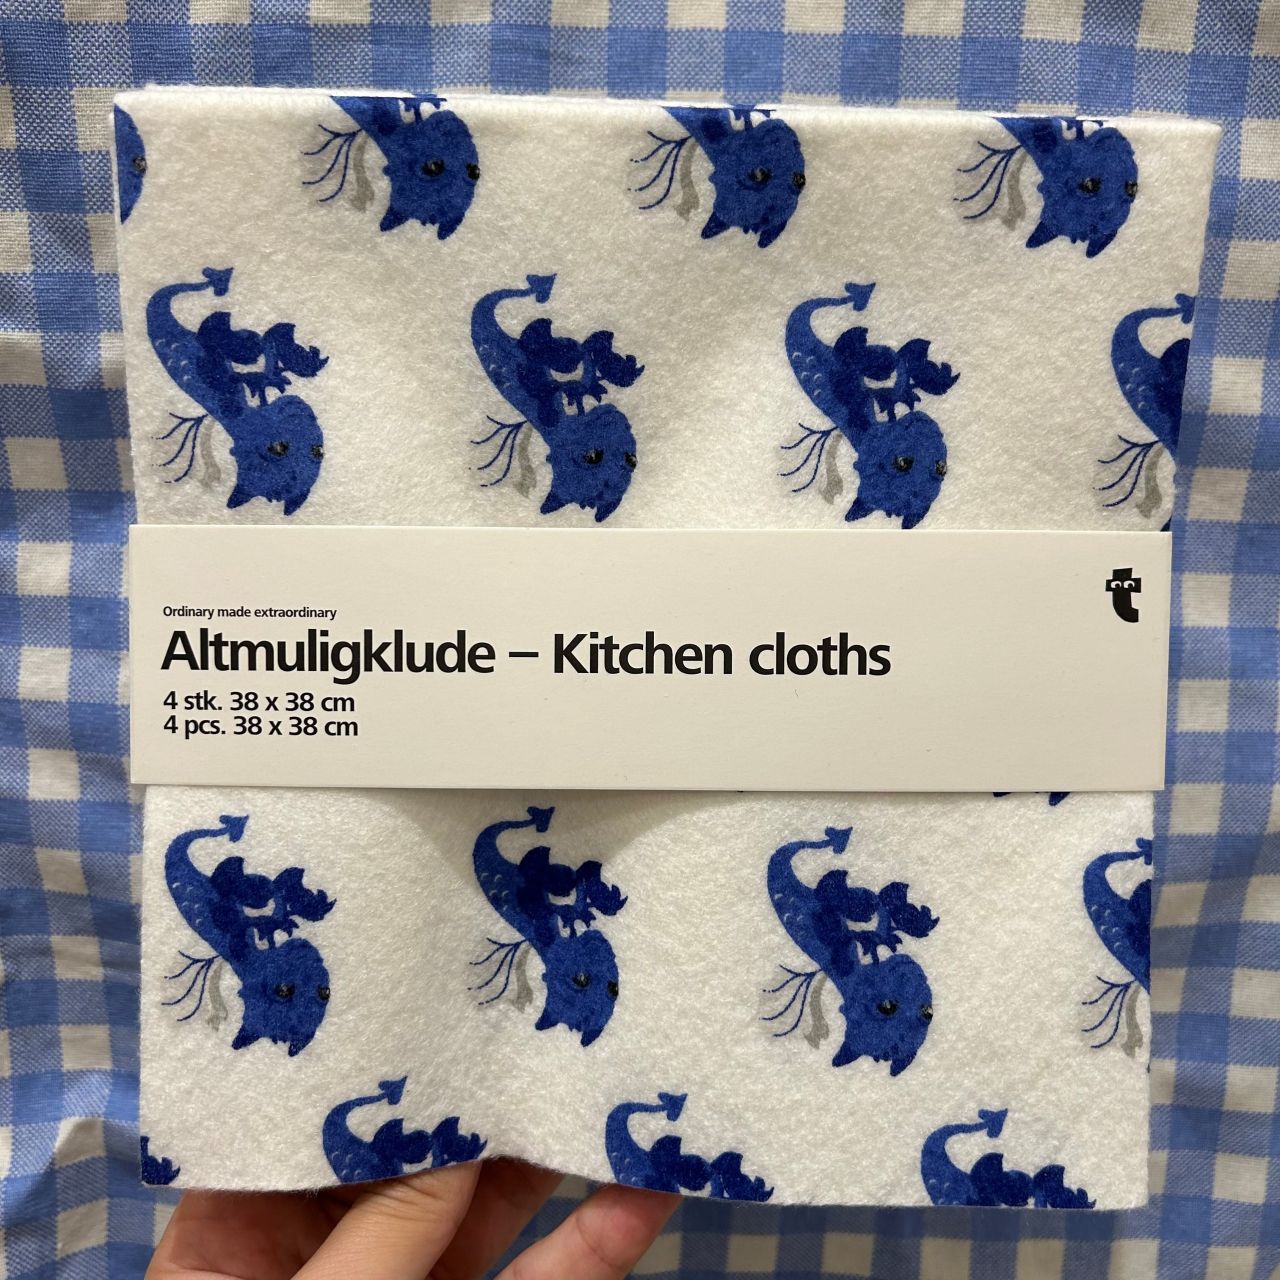 Ordinary made extraordinary
Altmuligklude – Kitchen cloths
4 stk. 38 x 38 cm
4 pcs. 38 x 38 cm
t